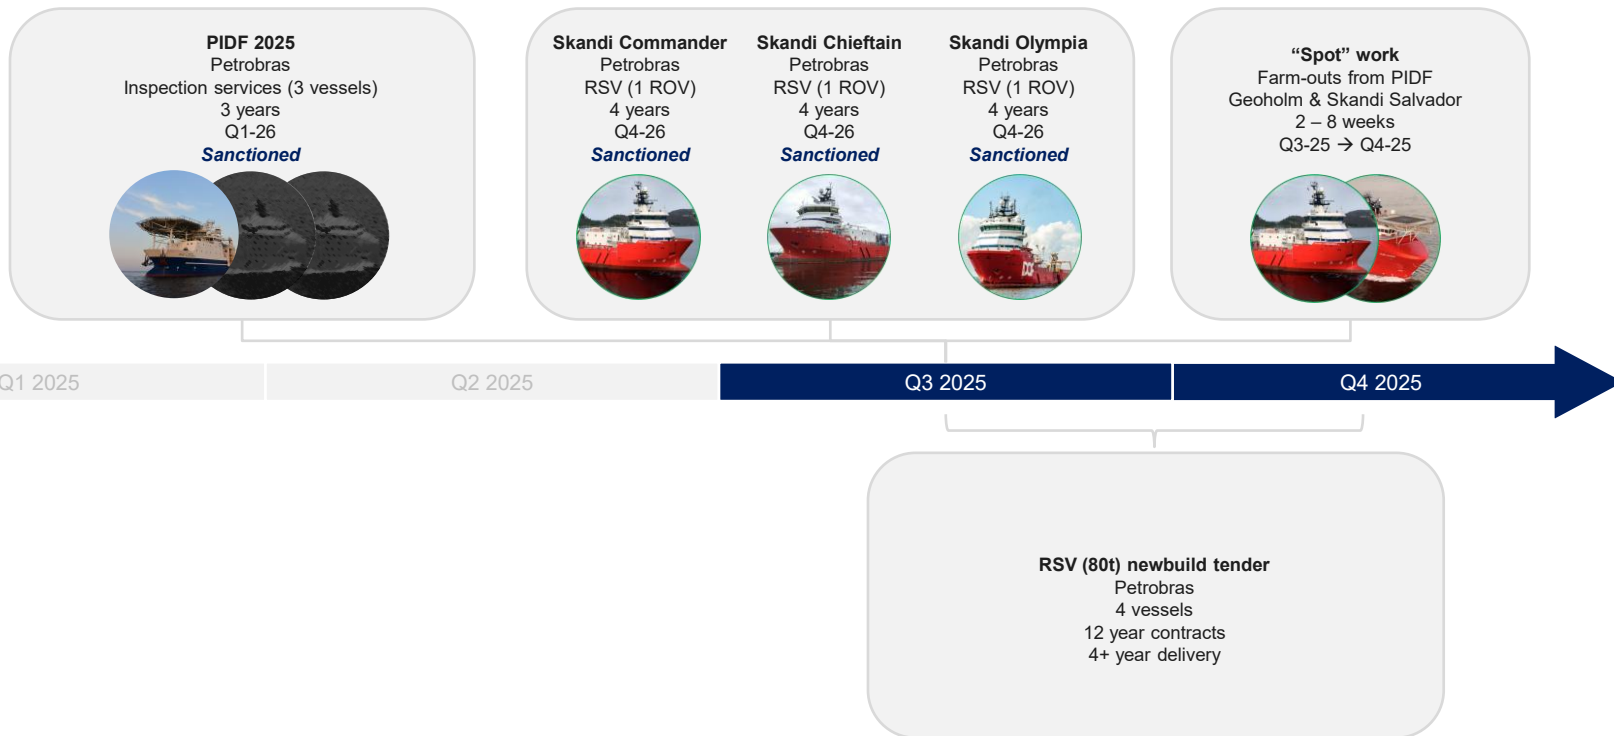 PIDF 2025
Petrobras
Inspection services (3 vessels)
3 years
Q1-26
Sanctioned
Skandi Commander
Petrobras
RSV (1 ROV)
4 years
Q4-26
Sanctioned
Skandi Chieftain
Petrobras
RSV (1 ROV)
4 years
Q4-26
Sanctioned
Skandi Olympia
Petrobras
RSV (1 ROV)
4 years
Q4-26
Sanctioned
“Spot” work
Farm-outs from PIDF
Geoholm & Skandi Salvador
2 – 8 weeks
Q3-25 → Q4-25
Q1 2025
Q2 2025
Q3 2025
Q4 2025
RSV (80t) newbuild tender
Petrobras
4 vessels
12 year contracts
4+ year delivery